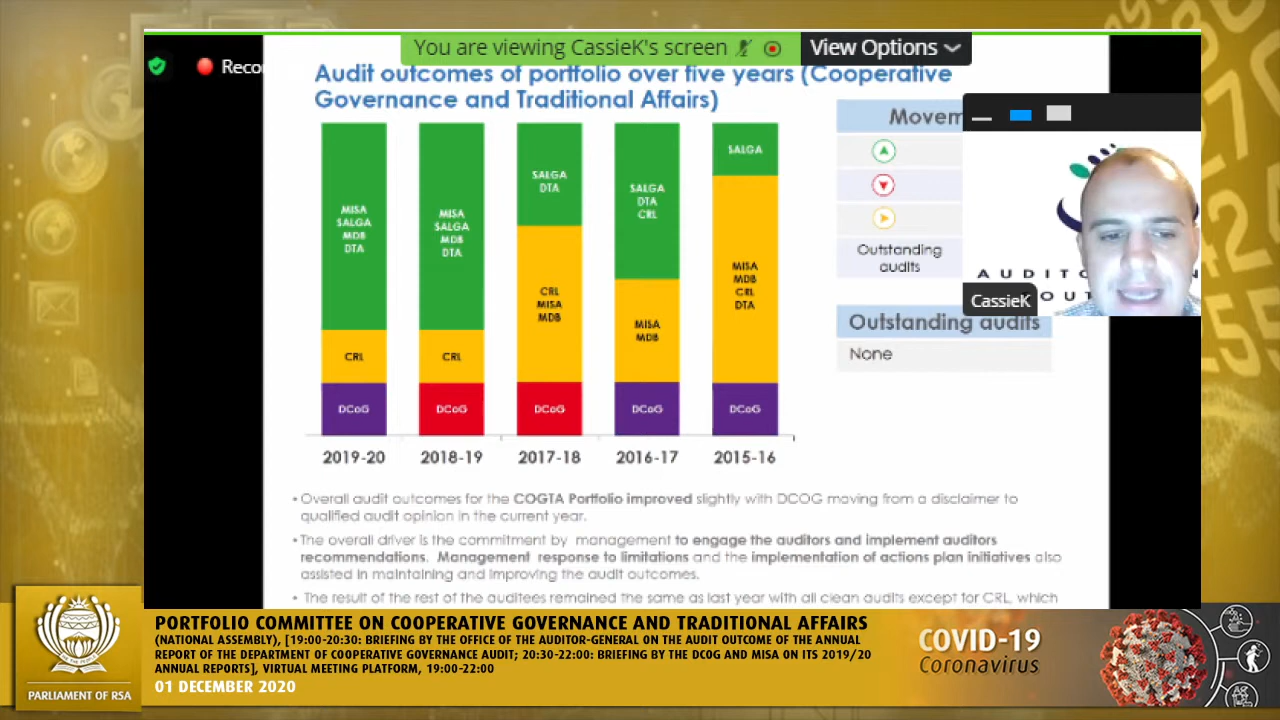 You are viewing CassieK's screen
View Options
Audit outcomes of portfolio over five years (Cooperative
Governance and Traditional Affairs)
MISA
SALGA
MDB
DTA
CRL
DCoG
2019-20
MISA
SALGA
MDB
DTA
CRL
DCoG
2018-19
SALGA
DTA
CRL
MISA
MDB
DCoG
2017-18
SALGA
DTA
CRL
MISA
MDB
DCoG
2016-17
SALGA
MISA
MDB
CRL
DTA
DCoG
2015-16
Outstanding
audits
CassieK
Outstanding audits
None
• Overall audit outcomes for the COGTA Portfolio improved slightly with DCOG moving from a disclaimer to
qualified audit opinion in the current year.
• The overall driver is the commitment by management to engage the auditors and implement auditors
recommendations. Management response to limitations and the implementation of actions plan initiatives also
assisted in maintaining and improving the audit outcomes.
• The result of the rest of the auditees remained the same as last year with all clean audits except for CRL, which
PARLIAMENT OF RSA
PORTFOLIO COMMITTEE ON COOPERATIVE GOVERNANCE AND TRADITIONAL AFFAIRS
(NATIONAL ASSEMBLY), [19:00-20:30: BRIEFING BY THE OFFICE OF THE AUDITOR-GENERAL ON THE AUDIT OUTCOME OF THE ANNUAL
REPORT OF THE DEPARTMENT OF COOPERATIVE GOVERNANCE AUDIT; 20:30-22:00: BRIEFING BY THE DCOG AND MISA ON ITS 2019/20
ANNUAL REPORTS], VIRTUAL MEETING PLATFORM, 19:00-22:00
01 DECEMBER 2020
COVID-19
Coronavirus